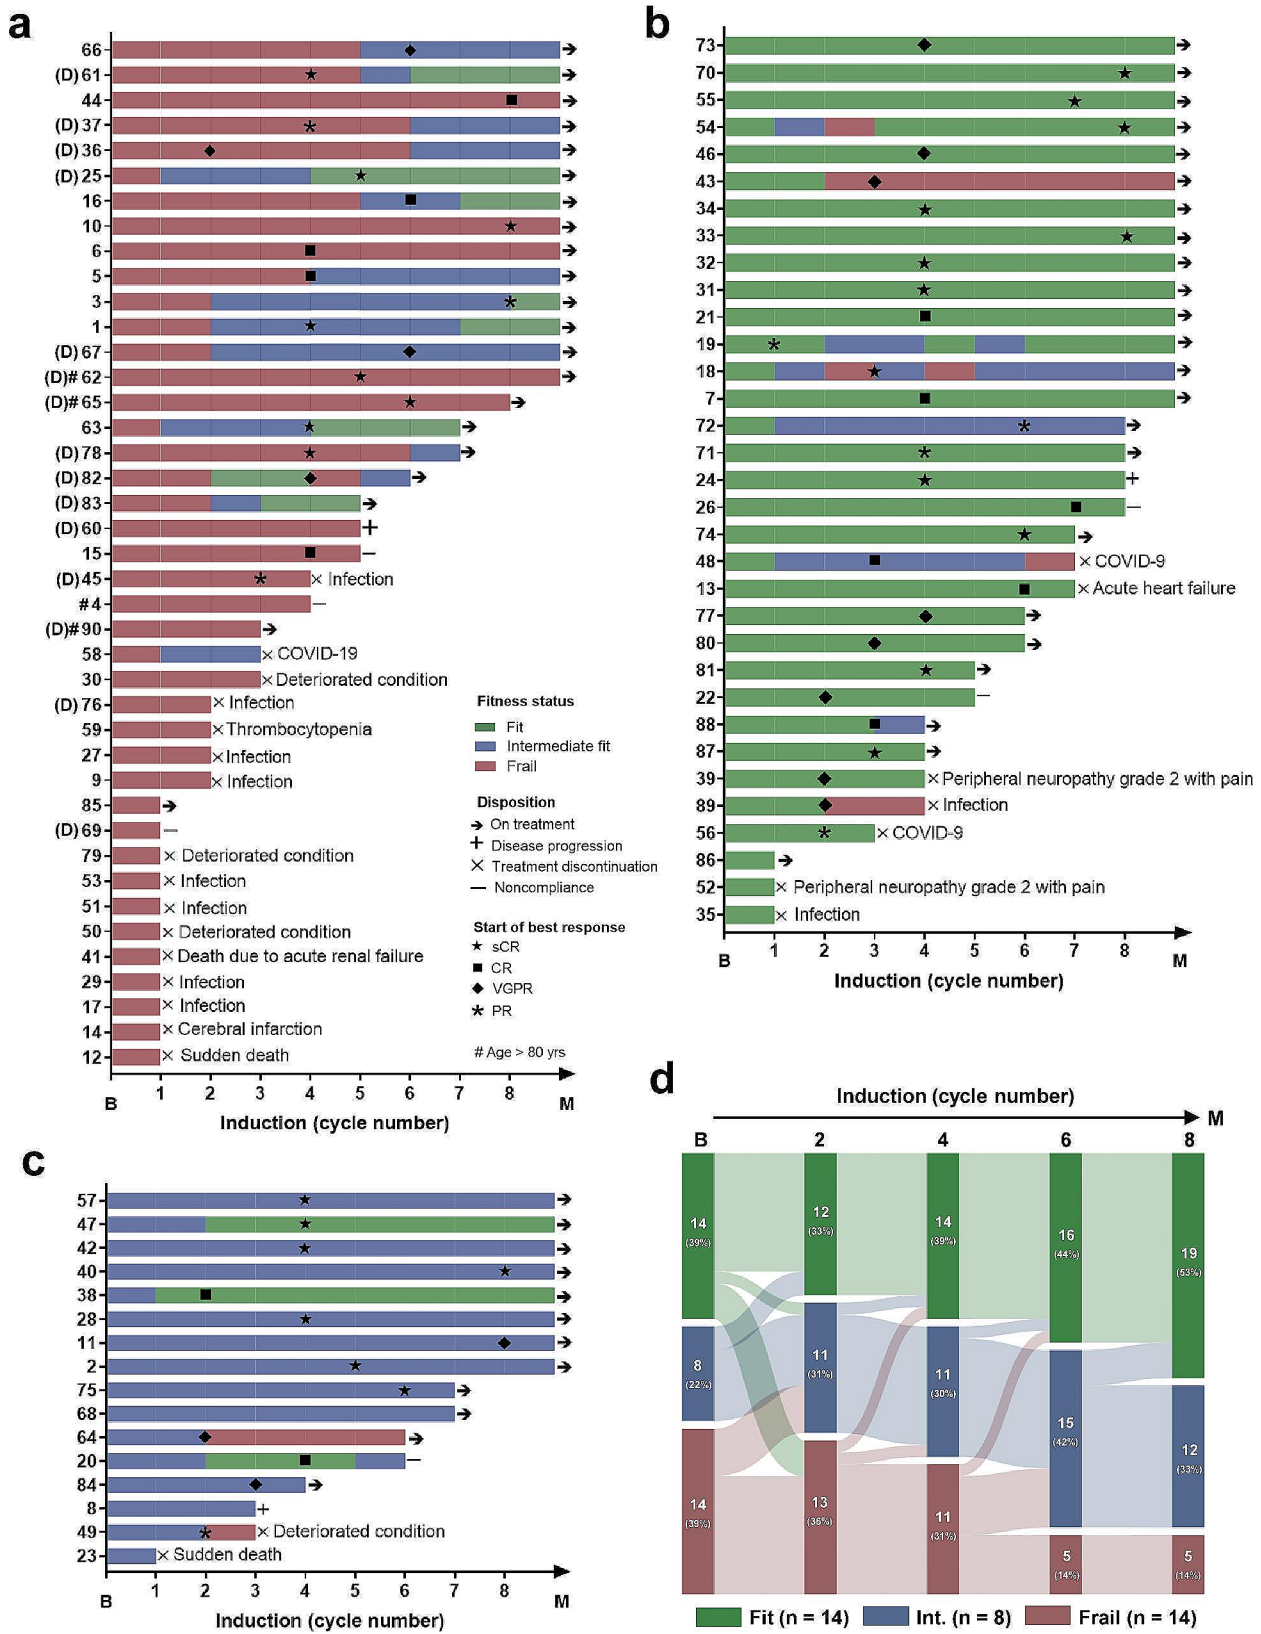 a
66
(D) 61
44
(D) 37
(D) 36
(D) 25
16
10
6
5
3
1
(D) 67
(D)# 62
(D)# 65
63
(D) 78
(D) 82
(D) 83
(D) 60
15
(D) 45 Infection
# 4
(D)# 90
58 COVID-19
30 Deteriorated condition
(D) 76 Infection
59 Thrombocytopenia
27 Infection
9 Infection
85
(D) 69
79 Deteriorated condition
53 Infection
51 Infection
50 Deteriorated condition
41 Death due to acute renal failure
29 Infection
17 Infection
14 Cerebral infarction
12 Sudden death
B 1 2 3 4 5 6 7 8 M
Induction (cycle number)
Fitness status
Fit
Intermediate fit
Frail
Disposition
On treatment
Disease progression
Treatment discontinuation
Noncompliance
Start of best response
sCR
CR
VGPR
PR
# Age > 80 yrs
b
73
70
55
54
46
43
34
33
32
31
21
19
18
7
72
71
24
26
74
48 COVID-9
13 Acute heart failure
77
80
81
22
88
87
39 Peripheral neuropathy grade 2 with pain
89 Infection
56 COVID-9
86
52 Peripheral neuropathy grade 2 with pain
35 Infection
B 1 2 3 4 5 6 7 8 M
Induction (cycle number)
c
57
47
42
40
38
28
11
2
75
68
64
20
84
8
49 Deteriorated condition
23 Sudden death
B 1 2 3 4 5 6 7 8 M
Induction (cycle number)
d
Induction (cycle number)
M
B 2 4 6 8
14 (39%)
8 (22%)
14 (39%)
12 (33%)
11 (31%)
13 (36%)
14 (39%)
11 (30%)
11 (31%)
16 (44%)
15 (42%)
5 (14%)
19 (53%)
12 (33%)
5 (14%)
Fit (n = 14) Int. (n = 8) Frail (n = 14)